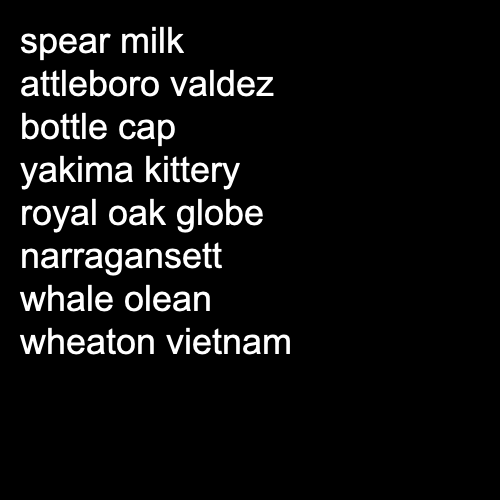 spear milk
attleboro valdez
bottle cap
yakima kittery
royal oak globe
narragansett
whale olean
wheaton vietnam